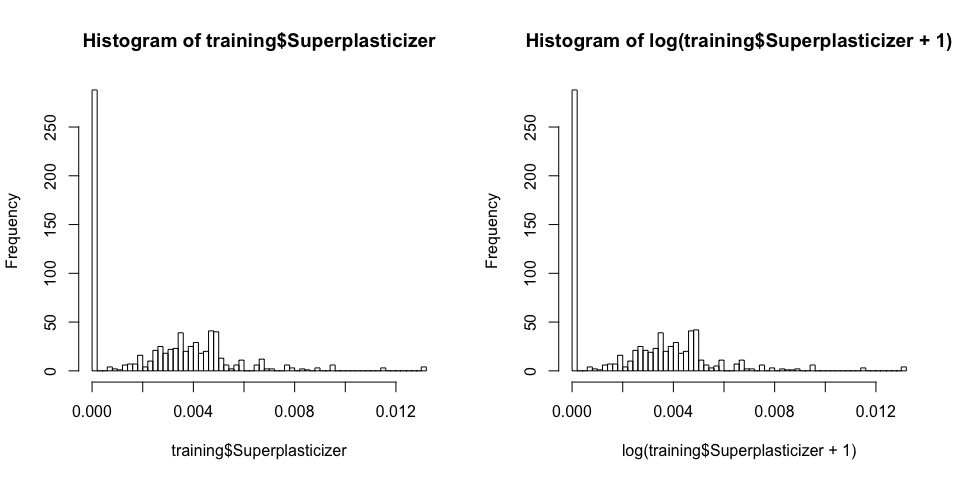 Histogram of training$Superplasticizer
Frequency
250
200
150
100
50
0
0.000 0.004 0.008 0.012
training$Superplasticizer
Histogram of log(training$Superplasticizer + 1)
Frequency
250
200
150
100
50
0
0.000 0.004 0.008 0.012
log(training$Superplasticizer + 1)